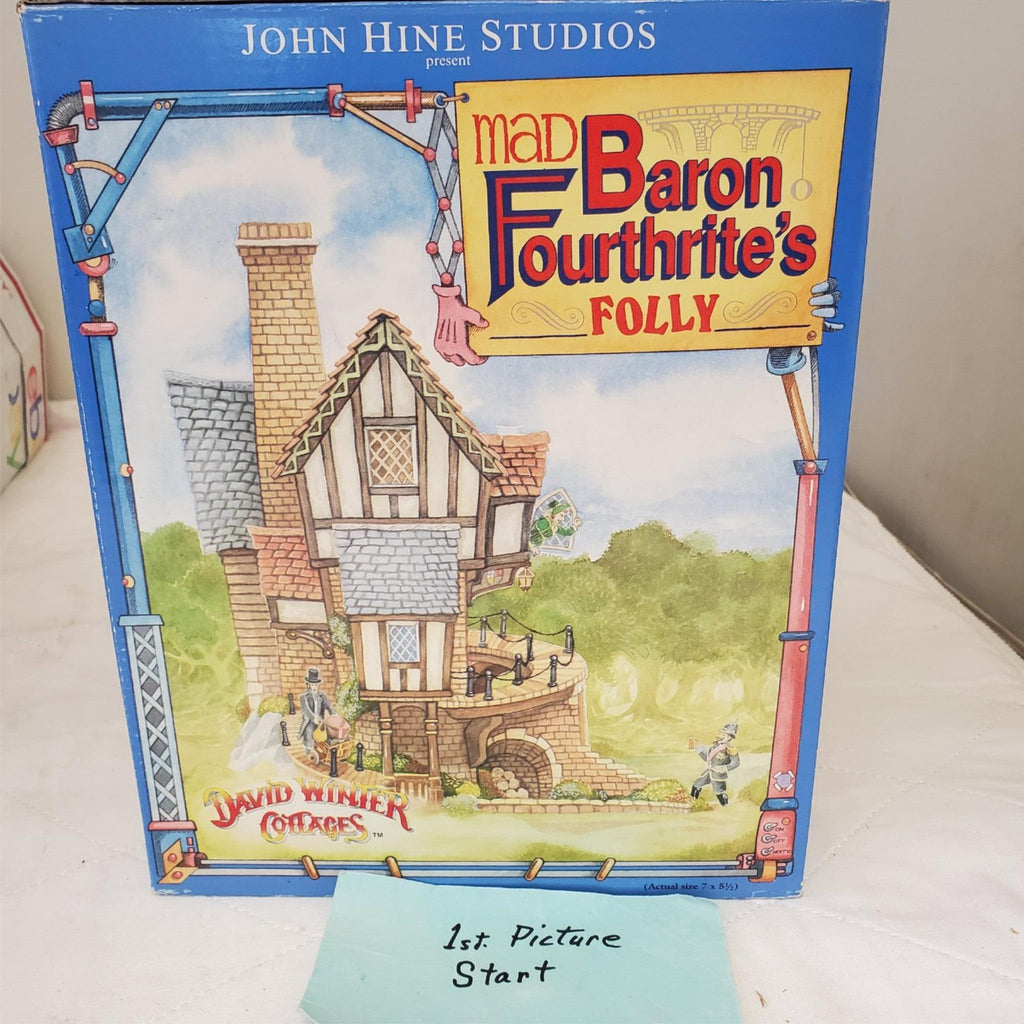 JOHN HINE STUDIOS
present
MAD BARON
FOURTHRITE'S
FOLLY
DAVID WINTER
COTTAGES TM
(Actual size 7 x 5½)
1st. Picture
Start